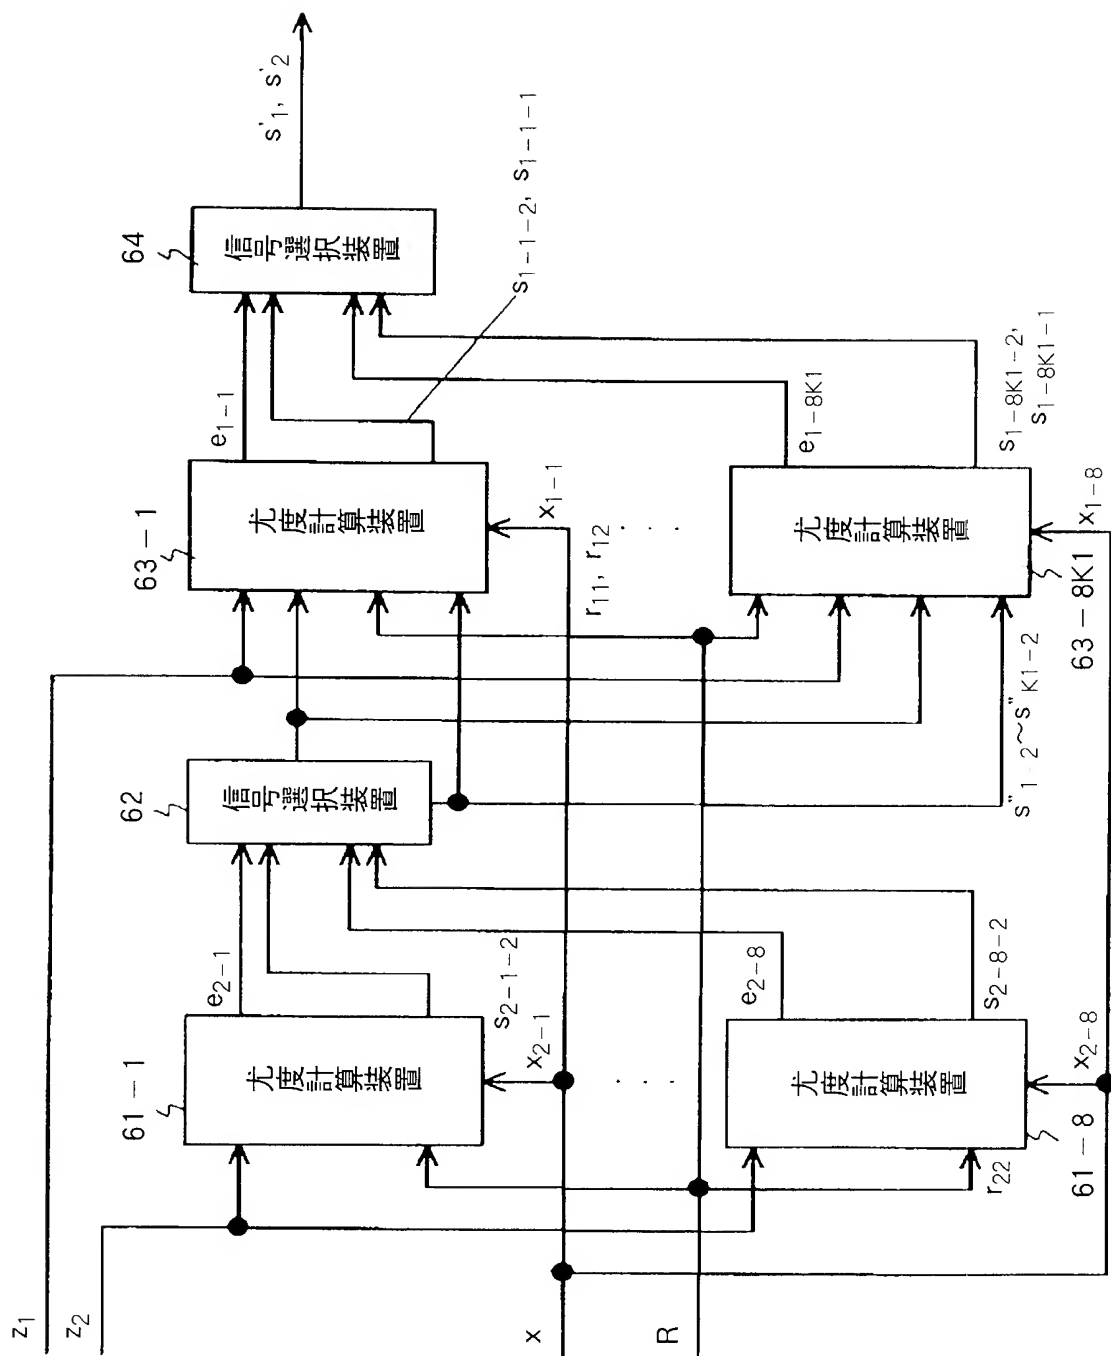 z1
z2
x
R
61-1
尤度計算装置
e2-1
s2-1-2
x2-1
61-8
尤度計算装置
e2-8
s2-8-2
x2-8
r22
・・・
62
信号選択装置
s"1-2~s"K1-2
63-1
尤度計算装置
e1-1
s1-1-2, s1-1-1
x1-1
r11, r12
・・・
63-8K1
尤度計算装置
e1-8K1
s1-8K1-2,
s1-8K1-1
x1-8
64
信号選択装置
s'1, s'2